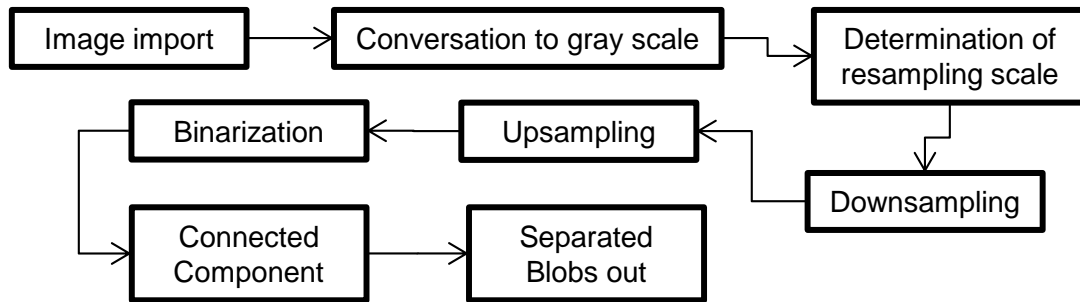 Image import
Conversation to gray scale
Determination of
resampling scale
Downsampling
Upsampling
Binarization
Connected
Component
Separated
Blobs out